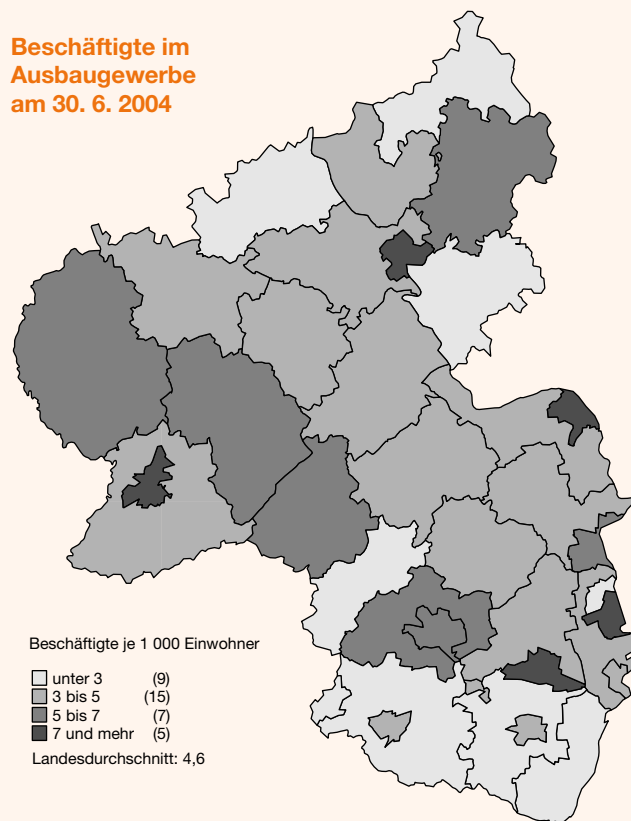 Beschäftigte im
Ausbaugewerbe
am 30. 6. 2004
Beschäftigte je 1 000 Einwohner
unter 3 (9)
3 bis 5 (15)
5 bis 7 (7)
7 und mehr (5)
Landesdurchschnitt: 4,6